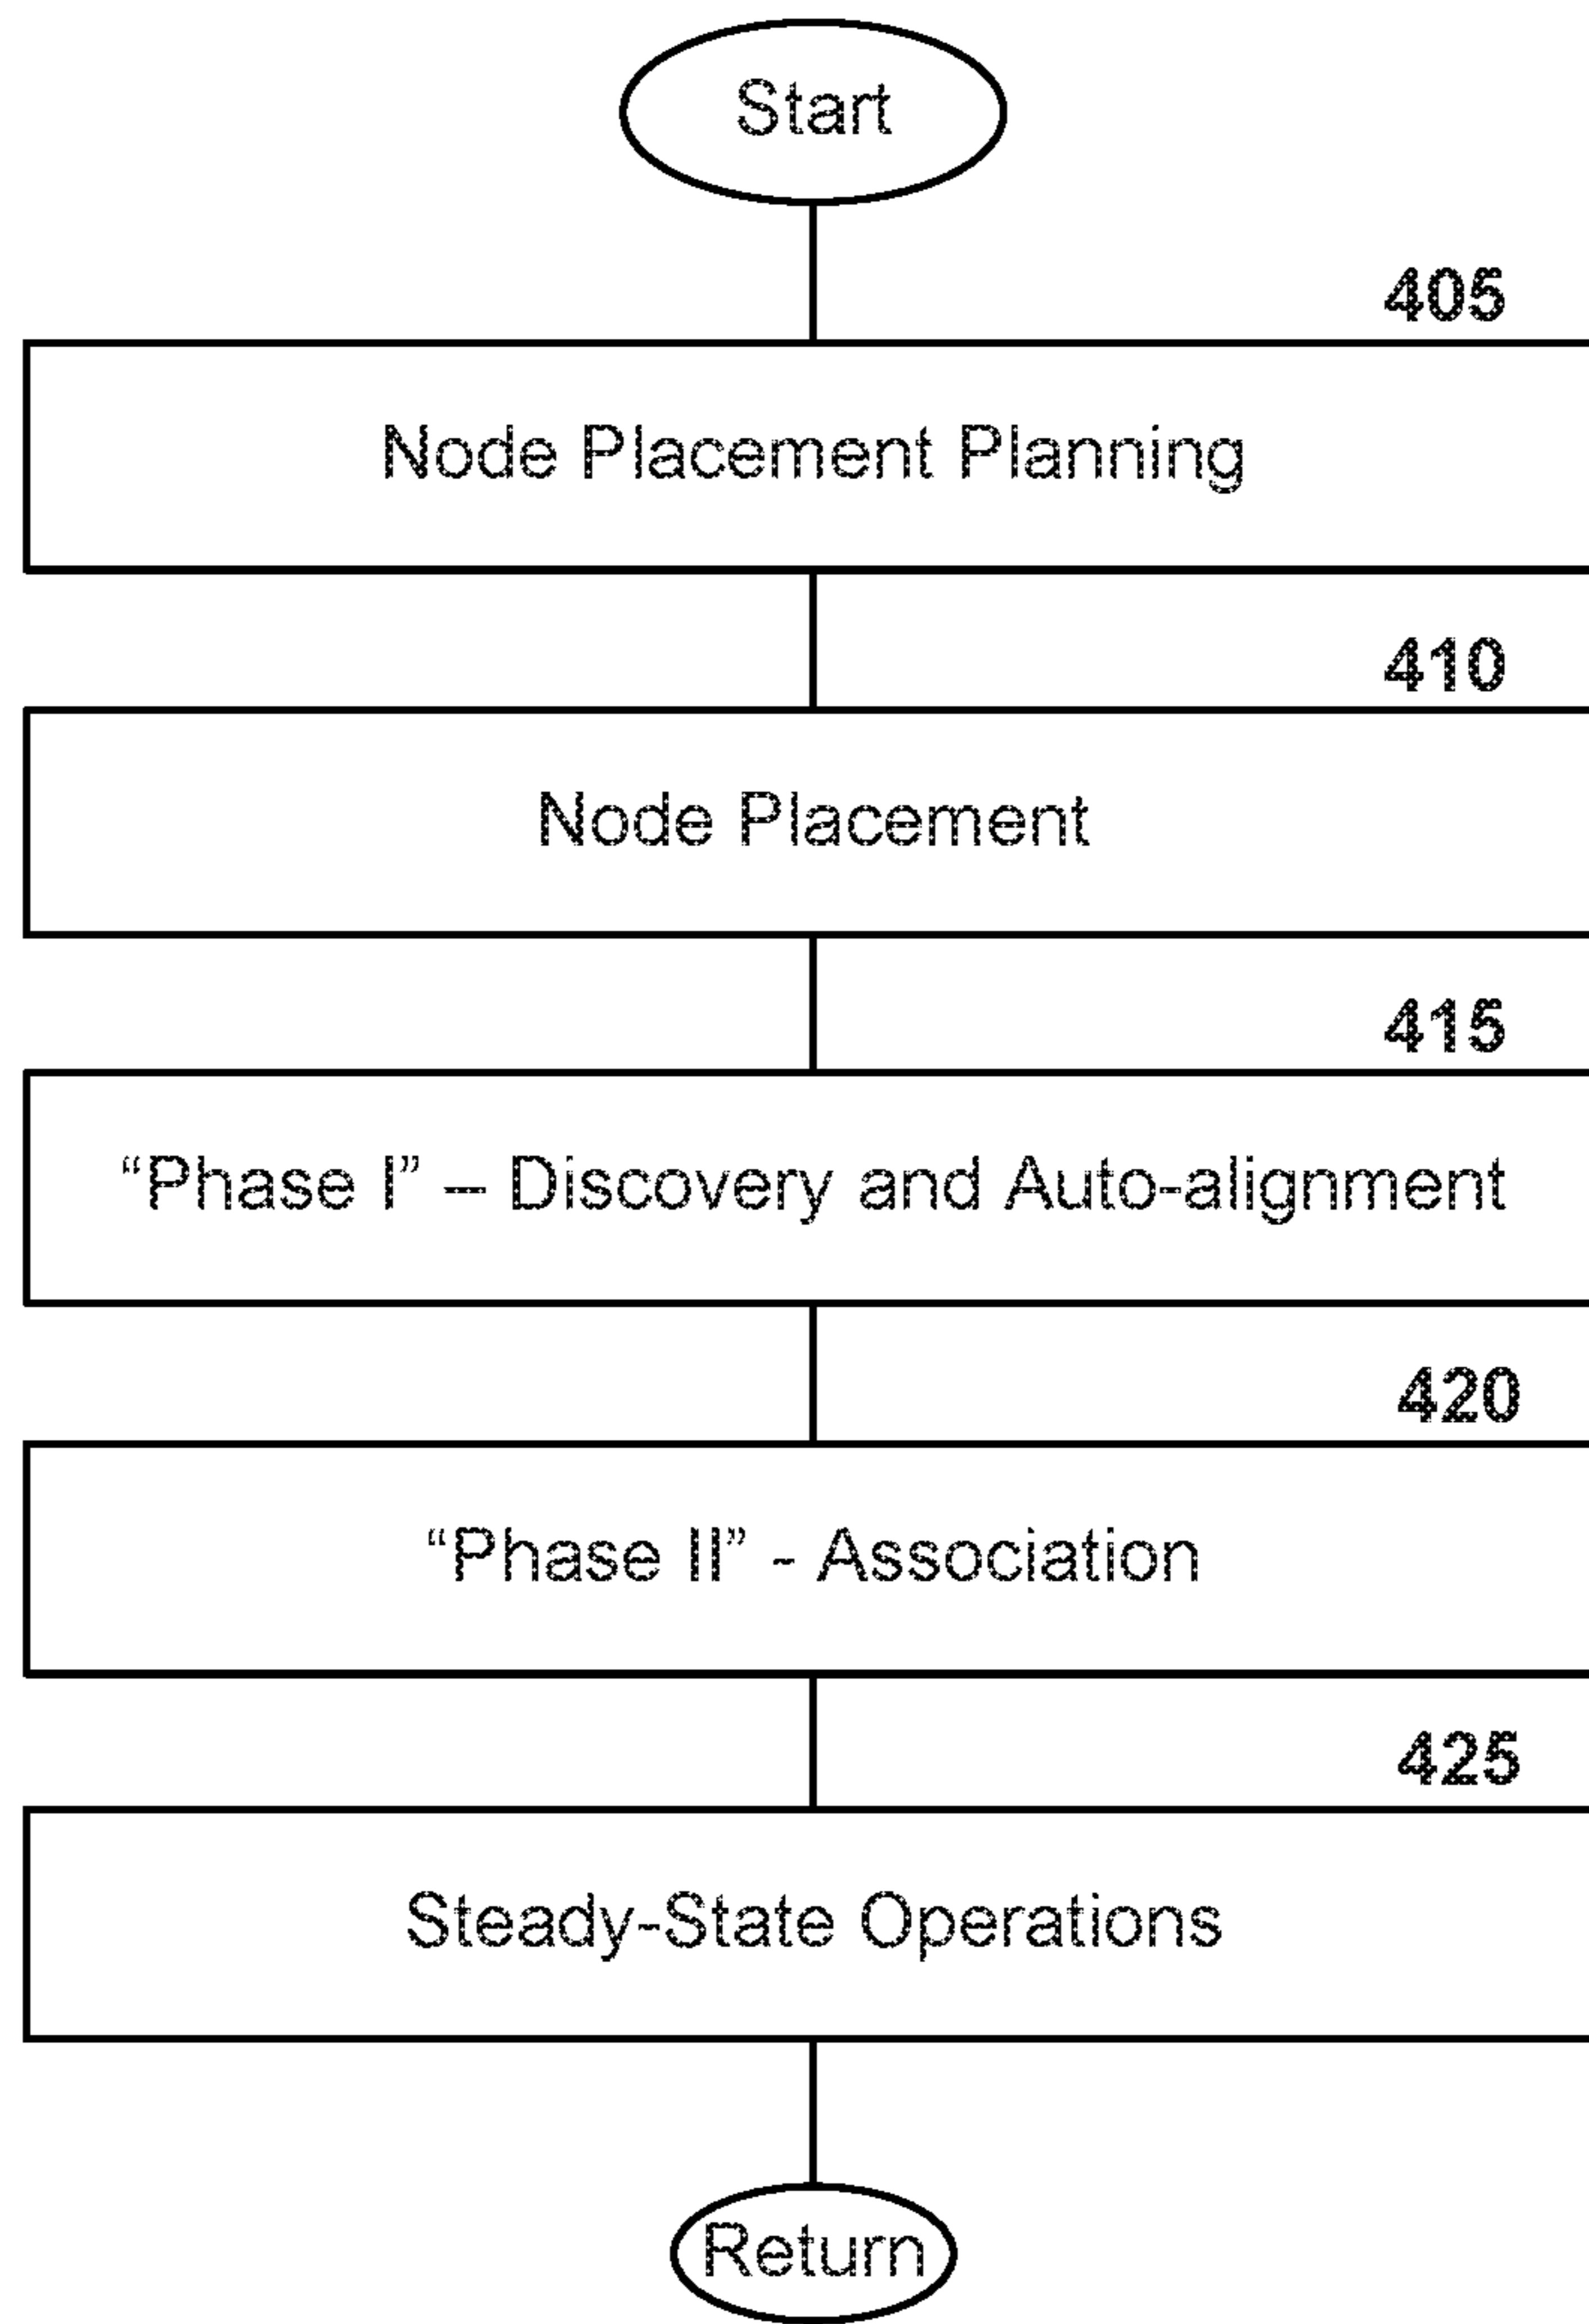 Start
405
Node Placement Planning
410
Node Placement
415
“Phase I” – Discovery and Auto-alignment
420
“Phase II” - Association
425
Steady-State Operations
Return